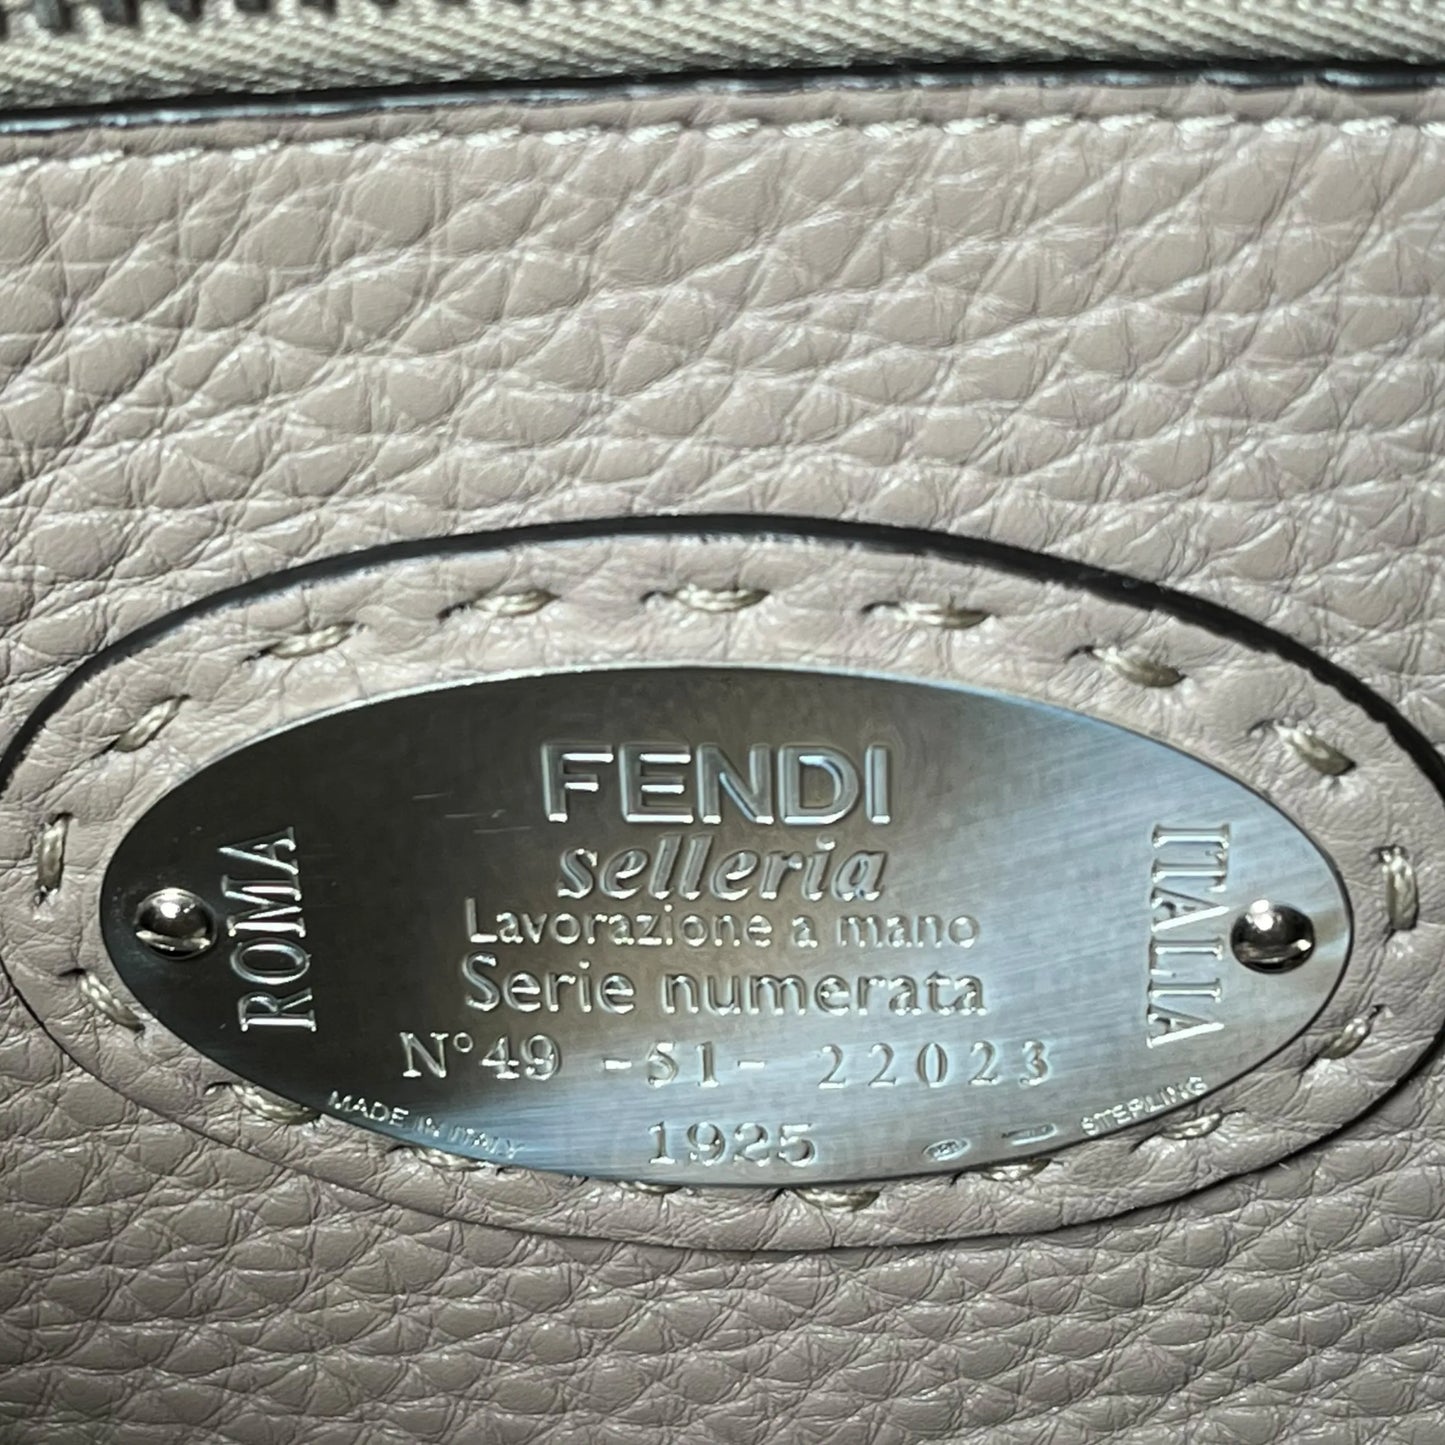 FENDI
selleria
Lavorazione a mano
Serie numerata
N°49 -51- 22023
1925
ROMA
ITALIA
MADE IN ITALY
STERLING